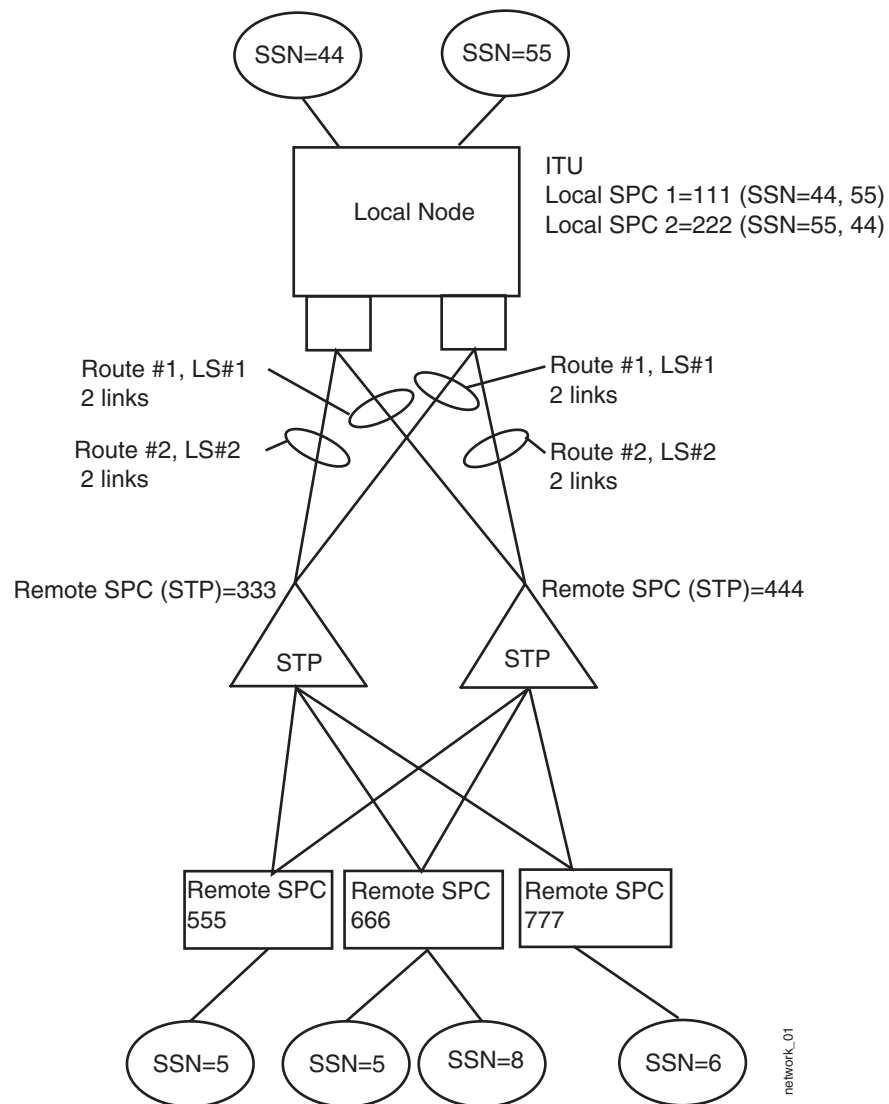 SSN=44
SSN=55
ITU
Local SPC 1=111 (SSN=44, 55)
Local SPC 2=222 (SSN=55, 44)
Local Node
Route #1, LS#1
2 links
Route #1, LS#1
2 links
Route #2, LS#2
2 links
Route #2, LS#2
2 links
Remote SPC (STP)=333
Remote SPC (STP)=444
STP
STP
Remote SPC
555
Remote SPC
666
Remote SPC
777
SSN=5
SSN=5
SSN=8
SSN=6
network_01